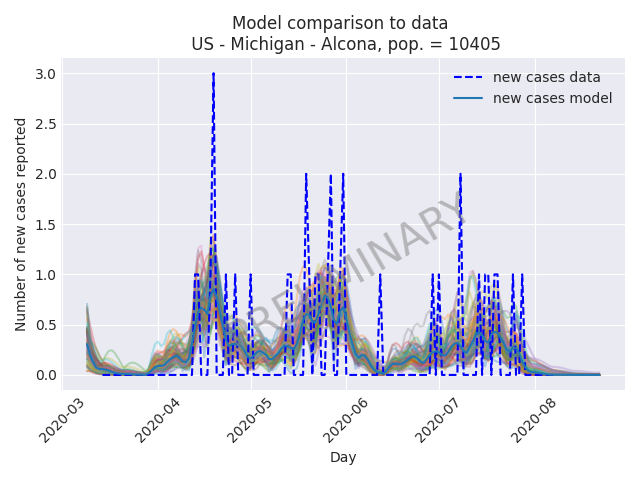 Model comparison to data
US - Michigan - Alcona, pop. = 10405
new cases data
new cases model
PRELIMINARY
Number of new cases reported
3.0
2.5
2.0
1.5
1.0
0.5
0.0
2020-03
2020-04
2020-05
2020-06
2020-07
2020-08
Day